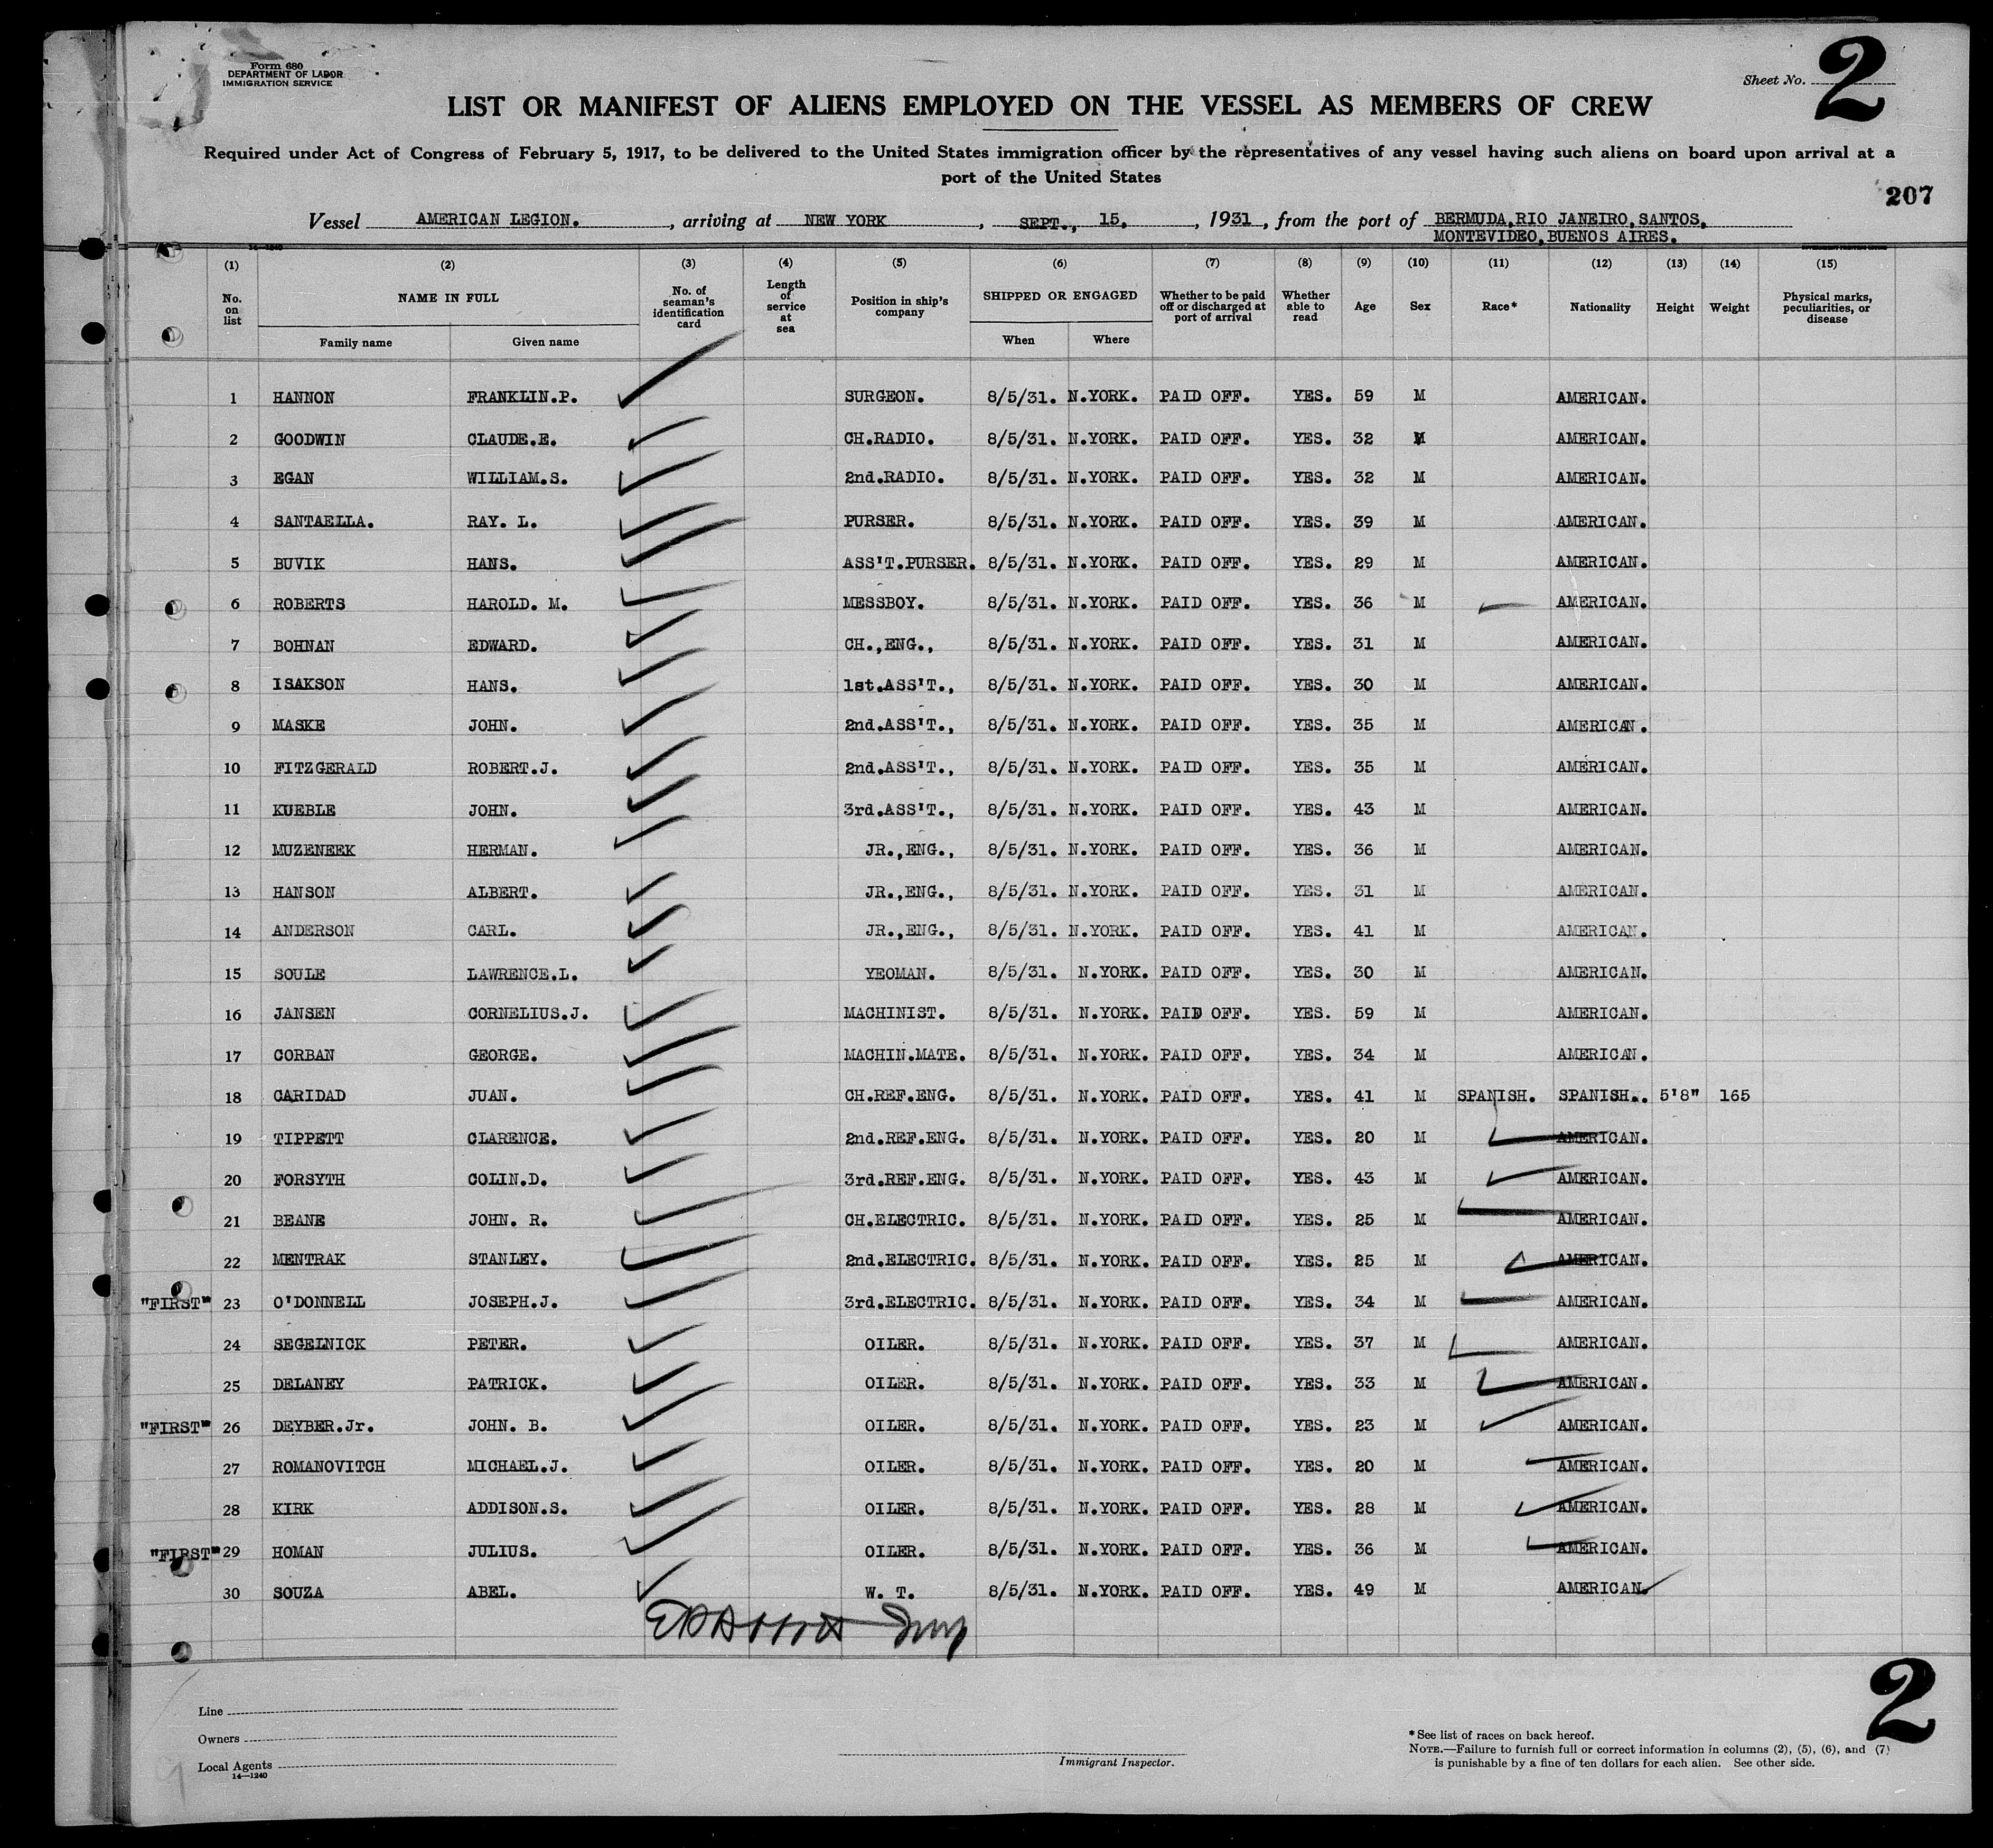 Form 680
DEPARTMENT OF LABOR
IMMIGRATION SERVICE
Sheet No. 2
LIST OR MANIFEST OF ALIENS EMPLOYED ON THE VESSEL AS MEMBERS OF CREW
Required under Act of Congress of February 5, 1917, to be delivered to the United States immigration officer by the representatives of any vessel having such aliens on board upon arrival at a
port of the United States
207
Vessel AMERICAN LEGION. , arriving at NEW YORK , SEPT., 15. , 1931 , from the port of BERMUDA, RIO JANEIRO, SANTOS,
MONTEVIDEO, BUENOS AIRES.
14-1240
(1) (2) (3) (4) (5) (6) (7) (8) (9) (10) (11) (12) (13) (14) (15)
No. on list NAME IN FULL Family name Given name No. of seaman's identification card Length of service at sea Position in ship's company SHIPPED OR ENGAGED When Where Whether to be paid off or discharged at port of arrival Whether able to read Age Sex Race* Nationality Height Weight Physical marks, peculiarities, or disease
1 HANNON FRANKLIN.P. SURGEON. 8/5/31. N.YORK. PAID OFF. YES. 59 M AMERICAN.
2 GOODWIN CLAUDE.E. CH.RADIO. 8/5/31. N.YORK. PAID OFF. YES. 32 M AMERICAN.
3 EGAN WILLIAM.S. 2nd.RADIO. 8/5/31. N.YORK. PAID OFF. YES. 32 M AMERICAN.
4 SANTAELLA. RAY. L. PURSER. 8/5/31. N.YORK. PAID OFF. YES. 39 M AMERICAN.
5 BUVIK HANS. ASS'T.PURSER. 8/5/31. N.YORK. PAID OFF. YES. 29 M AMERICAN.
6 ROBERTS HAROLD. M. MESSBOY. 8/5/31. N.YORK. PAID OFF. YES. 36 M AMERICAN.
7 BOHNAN EDWARD. CH.,ENG., 8/5/31. N.YORK. PAID OFF. YES. 31 M AMERICAN.
8 ISAKSON HANS. 1st.ASS'T., 8/5/31. N.YORK. PAID OFF. YES. 30 M AMERICAN.
9 MASKE JOHN. 2nd.ASS'T., 8/5/31. N.YORK. PAID OFF. YES. 35 M AMERICAN.
10 FITZGERALD ROBERT.J. 2nd.ASS'T., 8/5/31. N.YORK. PAID OFF. YES. 35 M AMERICAN.
11 KUEBLE JOHN. 3rd.ASS'T., 8/5/31. N.YORK. PAID OFF. YES. 43 M AMERICAN.
12 MUZENEEK HERMAN. JR.,ENG., 8/5/31. N.YORK. PAID OFF. YES. 36 M AMERICAN.
13 HANSON ALBERT. JR.,ENG., 8/5/31. N.YORK. PAID OFF. YES. 31 M AMERICAN.
14 ANDERSON CARL. JR.,ENG., 8/5/31. N.YORK. PAID OFF. YES. 41 M AMERICAN.
15 SOULE LAWRENCE.L. YEOMAN. 8/5/31. N.YORK. PAID OFF. YES. 30 M AMERICAN.
16 JANSEN CORNELIUS.J. MACHINIST. 8/5/31. N.YORK. PAID OFF. YES. 59 M AMERICAN.
17 CORBAN GEORGE. MACHIN.MATE. 8/5/31. N.YORK. PAID OFF. YES. 34 M AMERICAN.
18 CARIDAD JUAN. CH.REF.ENG. 8/5/31. N.YORK. PAID OFF. YES. 41 M SPANISH. SPANISH.. 5'8" 165
19 TIPPETT CLARENCE. 2nd.REF.ENG. 8/5/31. N.YORK. PAID OFF. YES. 20 M AMERICAN.
20 FORSYTH COLIN.D. 3rd.REF.ENG. 8/5/31. N.YORK. PAID OFF. YES. 43 M AMERICAN.
21 BEANE JOHN. R. CH.ELECTRIC. 8/5/31. N.YORK. PAID OFF. YES. 25 M AMERICAN.
22 MENTRAK STANLEY. 2nd.ELECTRIC. 8/5/31. N.YORK. PAID OFF. YES. 25 M AMERICAN.
"FIRST" 23 O'DONNELL JOSEPH.J. 3rd.ELECTRIC. 8/5/31. N.YORK. PAID OFF. YES. 34 M AMERICAN.
24 SEGELNICK PETER. OILER. 8/5/31. N.YORK. PAID OFF. YES. 37 M AMERICAN.
25 DELANEY PATRICK. OILER. 8/5/31. N.YORK. PAID OFF. YES. 33 M AMERICAN.
"FIRST" 26 DEYBER.Jr. JOHN. B. OILER. 8/5/31. N.YORK. PAID OFF. YES. 23 M AMERICAN.
27 ROMANOVITCH MICHAEL.J. OILER. 8/5/31. N.YORK. PAID OFF. YES. 20 M AMERICAN.
28 KIRK ADDISON.S. OILER. 8/5/31. N.YORK. PAID OFF. YES. 28 M AMERICAN.
"FIRST" 29 HOMAN JULIUS. OILER. 8/5/31. N.YORK. PAID OFF. YES. 36 M AMERICAN.
30 SOUZA ABEL. W. T. 8/5/31. N.YORK. PAID OFF. YES. 49 M AMERICAN.
2
Line
Owners
Local Agents
14-1240
Immigrant Inspector.
* See list of races on back hereof.
NOTE.—Failure to furnish full or correct information in columns (2), (5), (6), and (7)
is punishable by a fine of ten dollars for each alien. See other side.